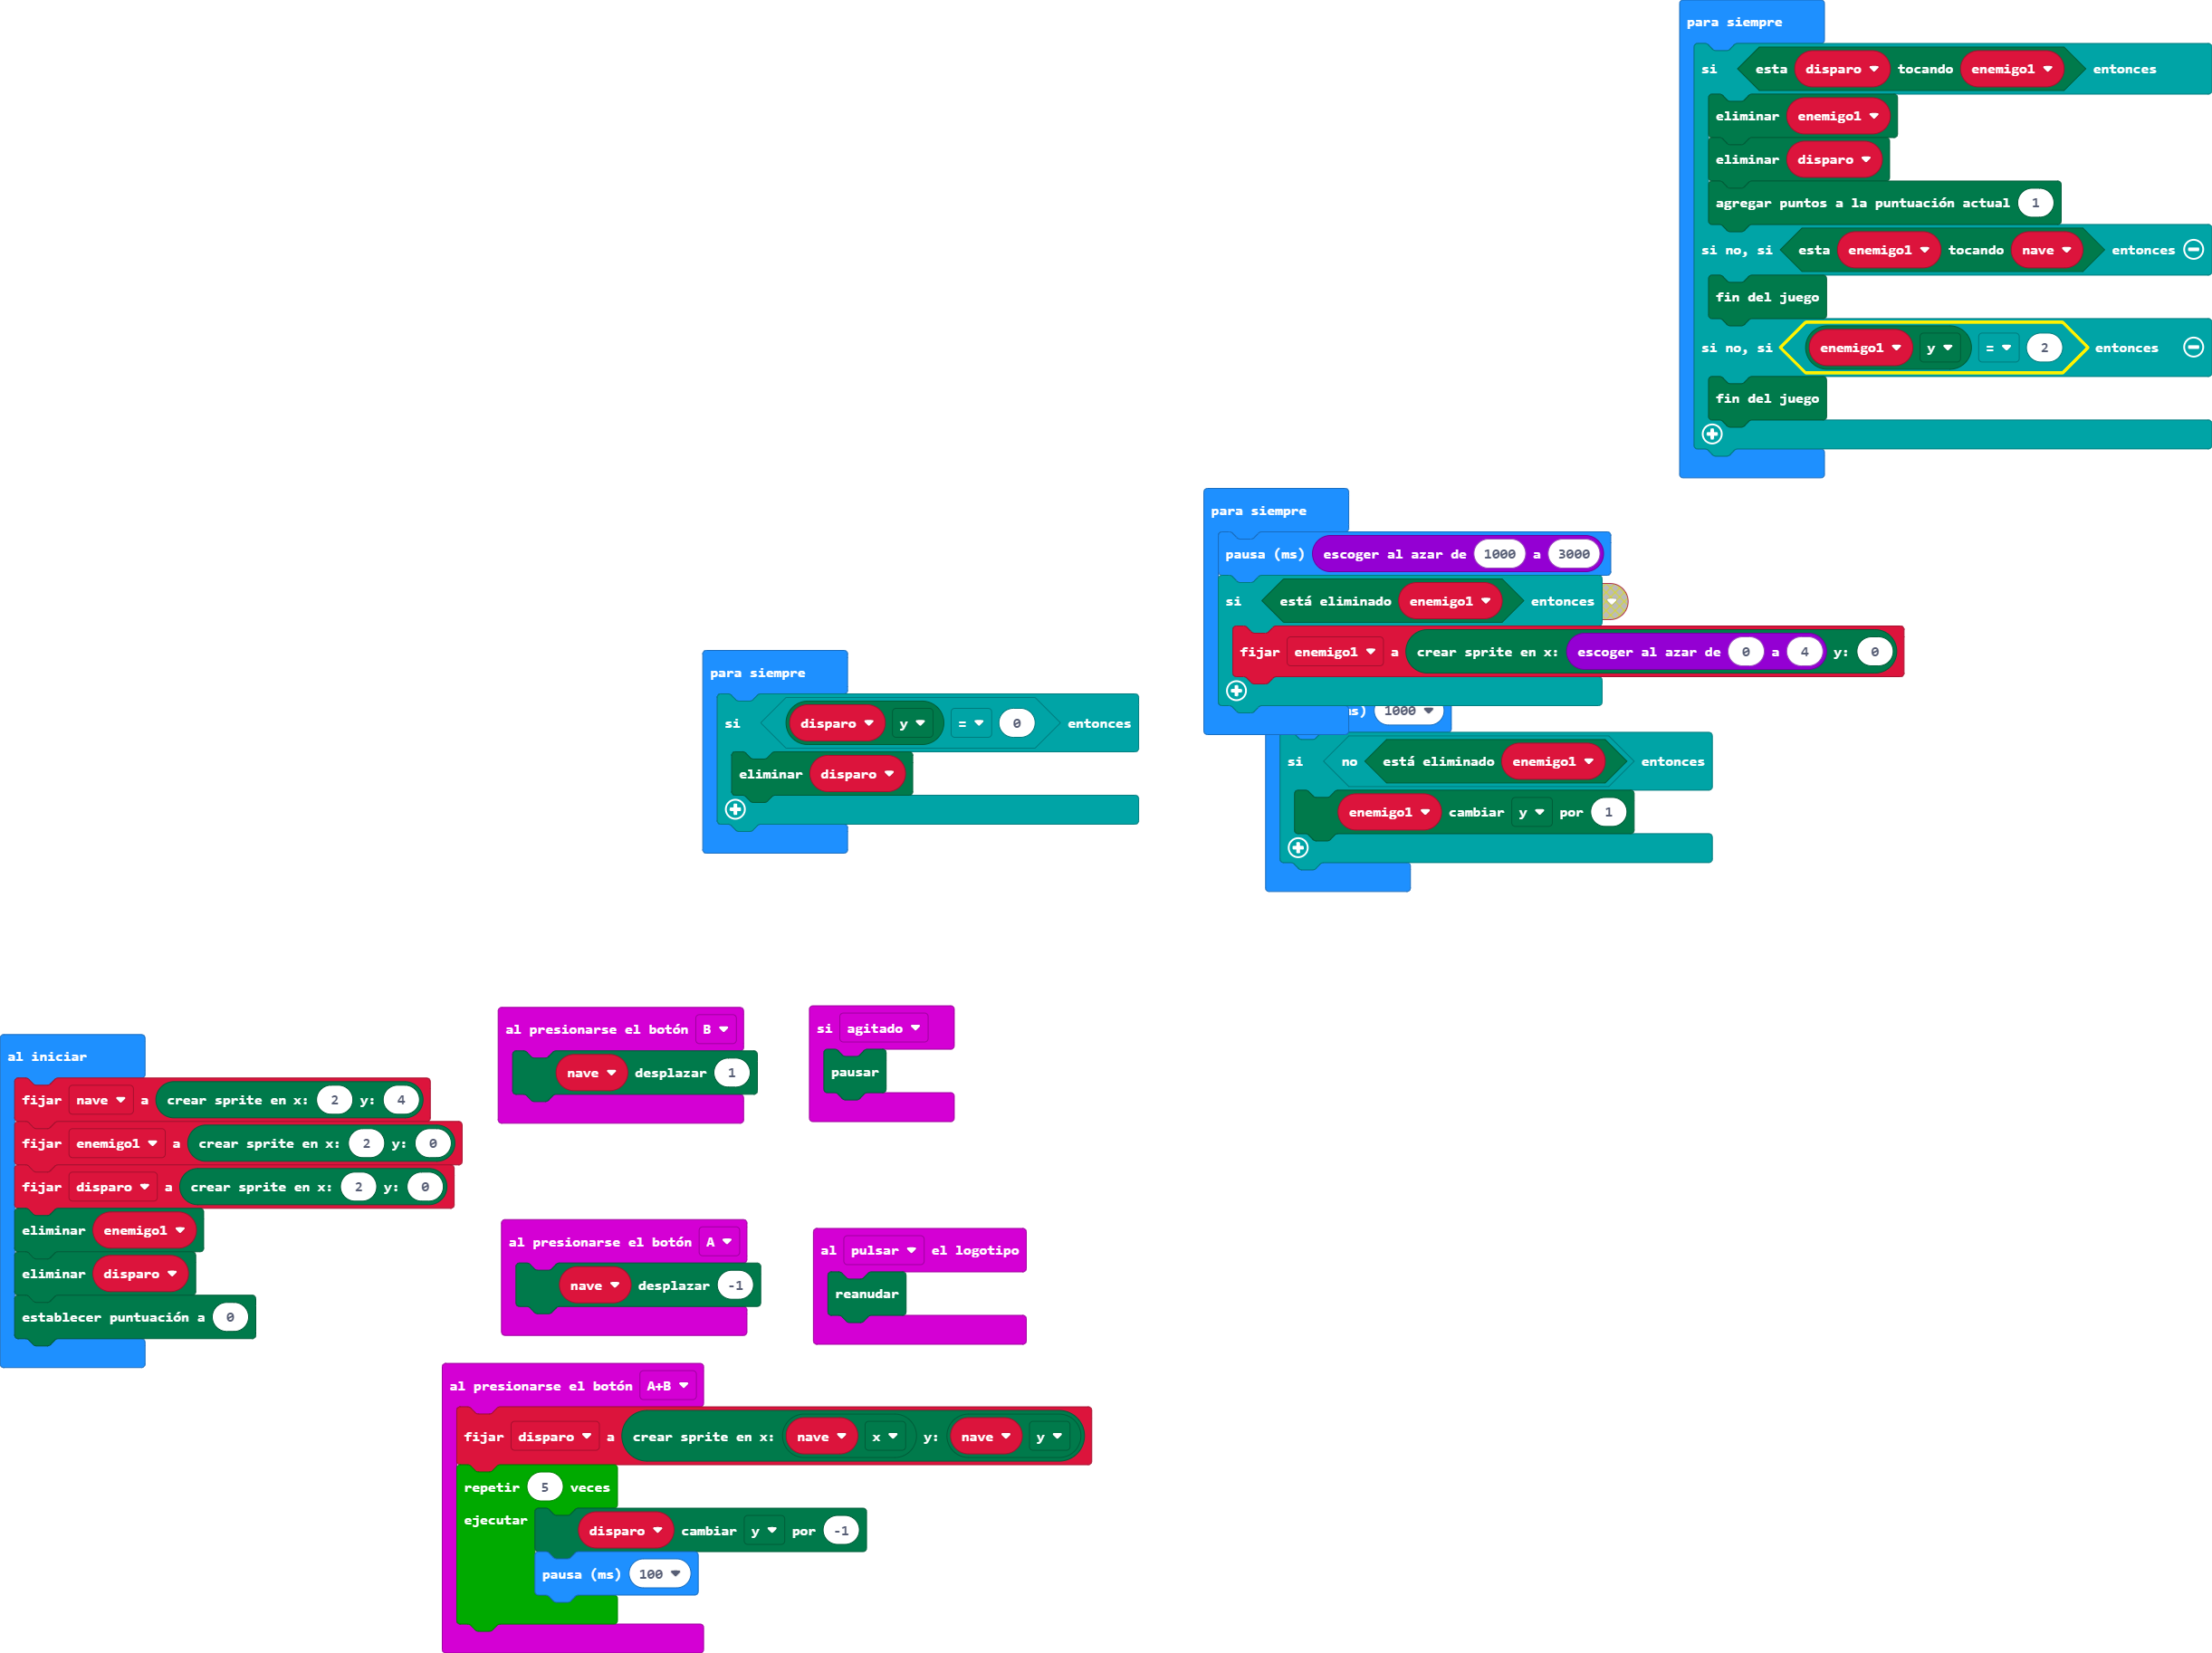 para siempre
si esta disparo tocando enemigo1 entonces
eliminar enemigo1
eliminar disparo
agregar puntos a la puntuación actual 1
si no, si esta enemigo1 tocando nave entonces
fin del juego
si no, si enemigo1 y = 2 entonces
fin del juego
para siempre
pausa (ms) escoger al azar de 1000 a 3000
si está eliminado enemigo1 entonces
fijar enemigo1 a crear sprite en x: escoger al azar de 0 a 4 y: 0
s) 1000
si no está eliminado enemigo1 entonces
enemigo1 cambiar y por 1
para siempre
si disparo y = 0 entonces
eliminar disparo
al iniciar
fijar nave a crear sprite en x: 2 y: 4
fijar enemigo1 a crear sprite en x: 2 y: 0
fijar disparo a crear sprite en x: 2 y: 0
eliminar enemigo1
eliminar disparo
establecer puntuación a 0
al presionarse el botón B
nave desplazar 1
si agitado
pausar
al presionarse el botón A
nave desplazar -1
al pulsar el logotipo
reanudar
al presionarse el botón A+B
fijar disparo a crear sprite en x: nave x y: nave y
repetir 5 veces
ejecutar
disparo cambiar y por -1
pausa (ms) 100